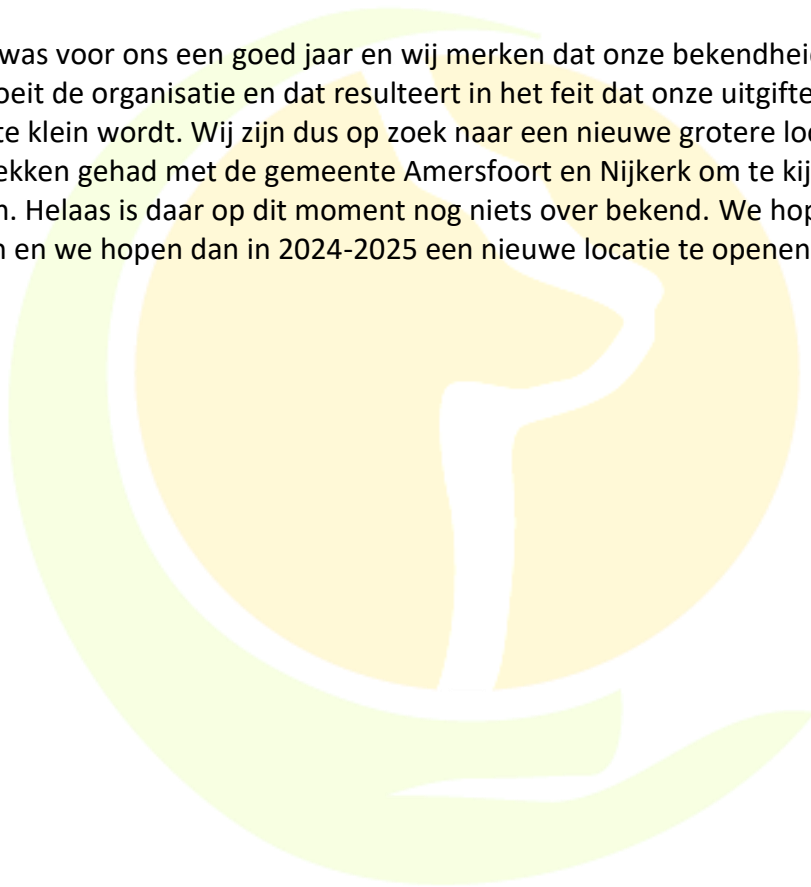 was voor ons een goed jaar en wij merken dat onze bekendheid
oeit de organisatie en dat resulteert in het feit dat onze uitgifte
te klein wordt. Wij zijn dus op zoek naar een nieuwe grotere loc
ekken gehad met de gemeente Amersfoort en Nijkerk om te kij
n. Helaas is daar op dit moment nog niets over bekend. We hop
n en we hopen dan in 2024-2025 een nieuwe locatie te openen